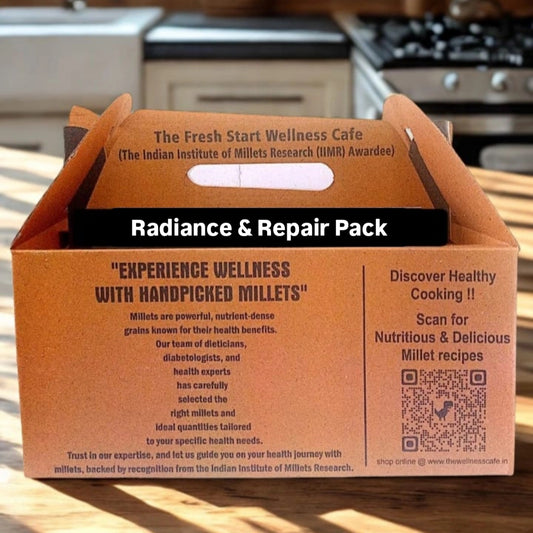 The Fresh Start Wellness Cafe
(The Indian Institute of Millets Research (IIMR) Awardee)
Radiance & Repair Pack
"EXPERIENCE WELLNESS
WITH HANDPICKED MILLETS"
Millets are powerful, nutrient-dense
grains known for their health benefits.
Our team of dieticians,
diabetologists, and
health experts
has carefully
selected the
right millets and
ideal quantities tailored
to your specific health needs.
Trust in our expertise, and let us guide you on your health journey with
millets, backed by recognition from the Indian Institute of Millets Research.
Discover Healthy
Cooking !!
Scan for
Nutritious & Delicious
Millet recipes
shop online @ www.thewellnesscafe.in